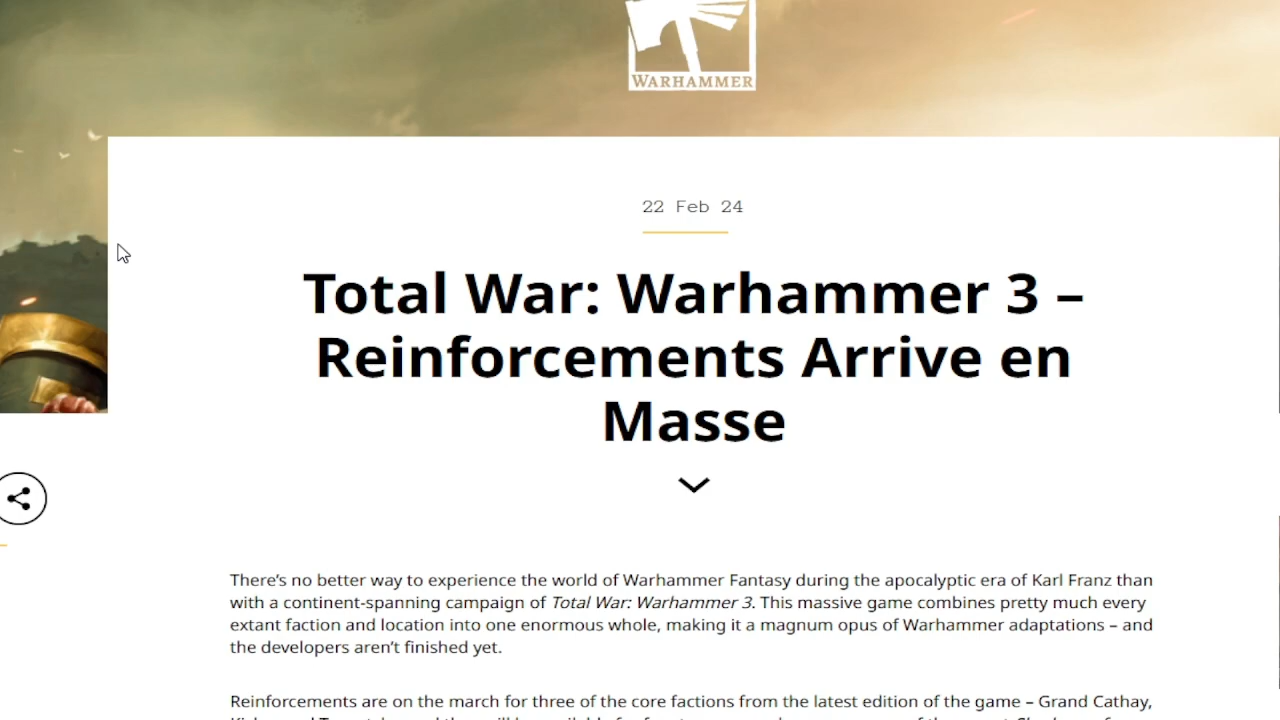 WARHAMMER
22 Feb 24
Total War: Warhammer 3 –
Reinforcements Arrive en
Masse
There's no better way to experience the world of Warhammer Fantasy during the apocalyptic era of Karl Franz than
with a continent-spanning campaign of Total War: Warhammer 3. This massive game combines pretty much every
extant faction and location into one enormous whole, making it a magnum opus of Warhammer adaptations – and
the developers aren't finished yet.
Reinforcements are on the march for three of the core factions from the latest edition of the game – Grand Cathay,